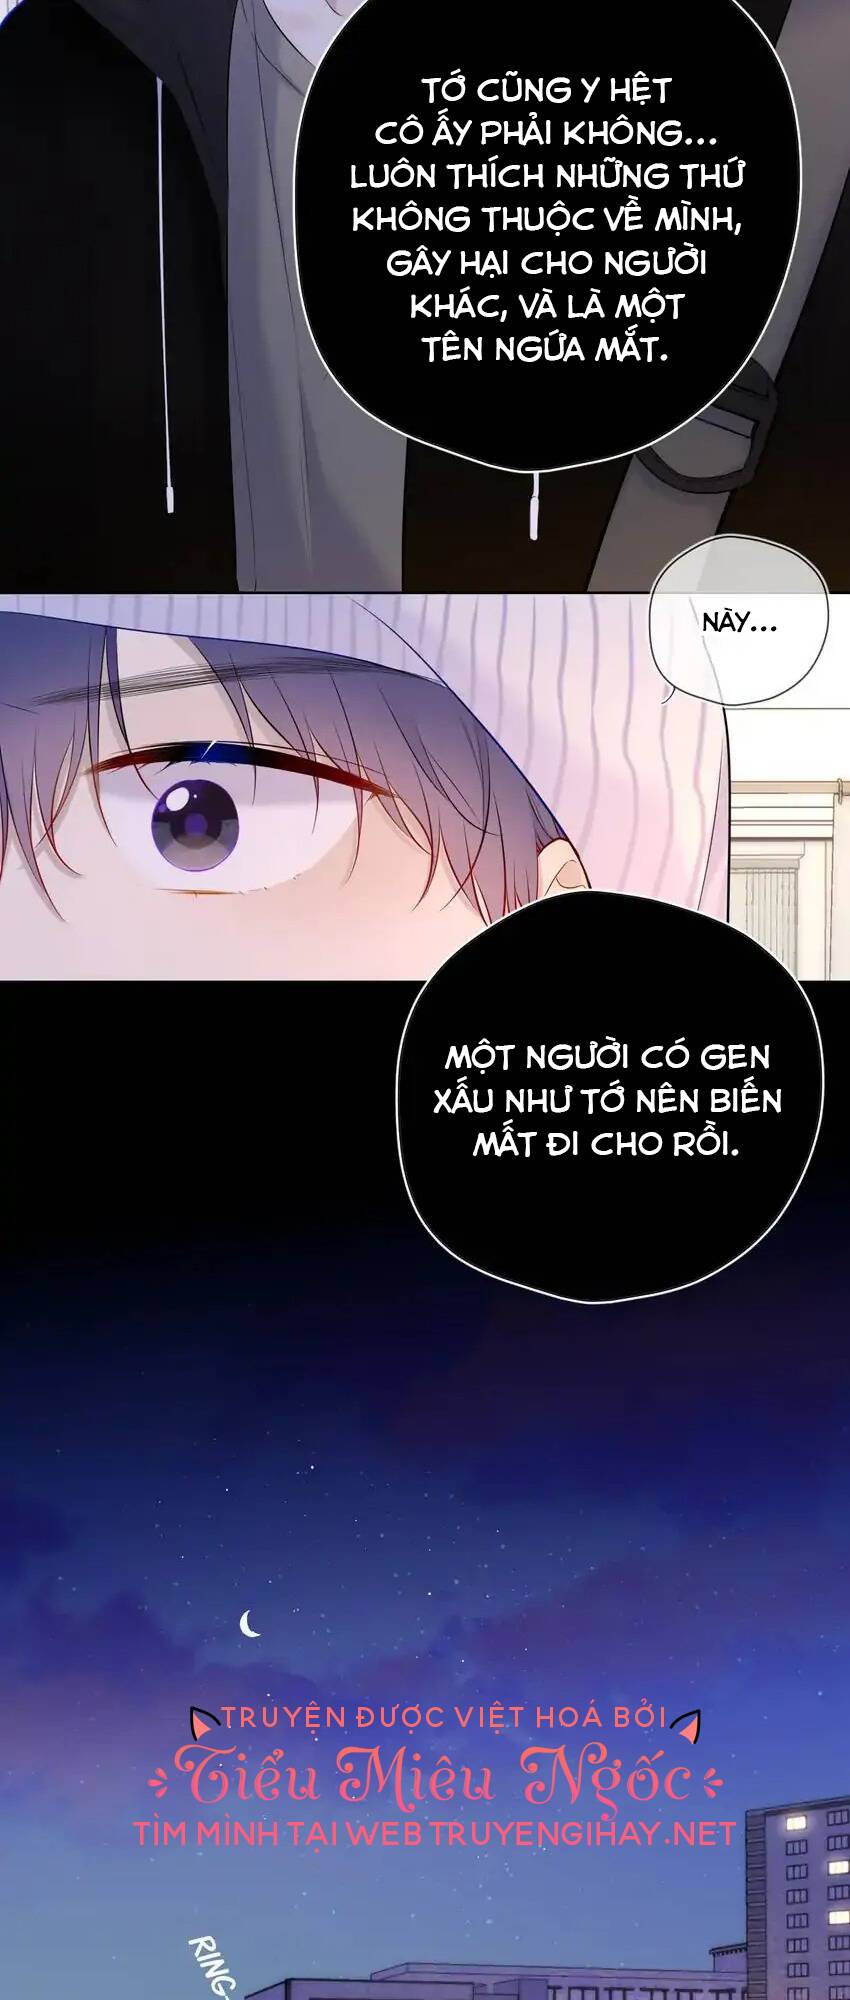 TỚ CŨNG Y HỆT
CÔ ẤY PHẢI KHÔNG...
LUÔN THÍCH NHỮNG THỨ
KHÔNG THUỘC VỀ MÌNH,
GÂY HẠI CHO NGƯỜI
KHÁC, VÀ LÀ MỘT
TÊN NGỨA MẮT.
NÀY...
MỘT NGƯỜI CÓ GEN
XẤU NHƯ TỚ NÊN BIẾN
MẤT ĐI CHO RỒI.
TRUYỆN ĐƯỢC VIỆT HOÁ BỞI
Tiểu Miêu Ngốc
TÌM MÌNH TẠI WEB TRUYENGIHAY.NET
RING-